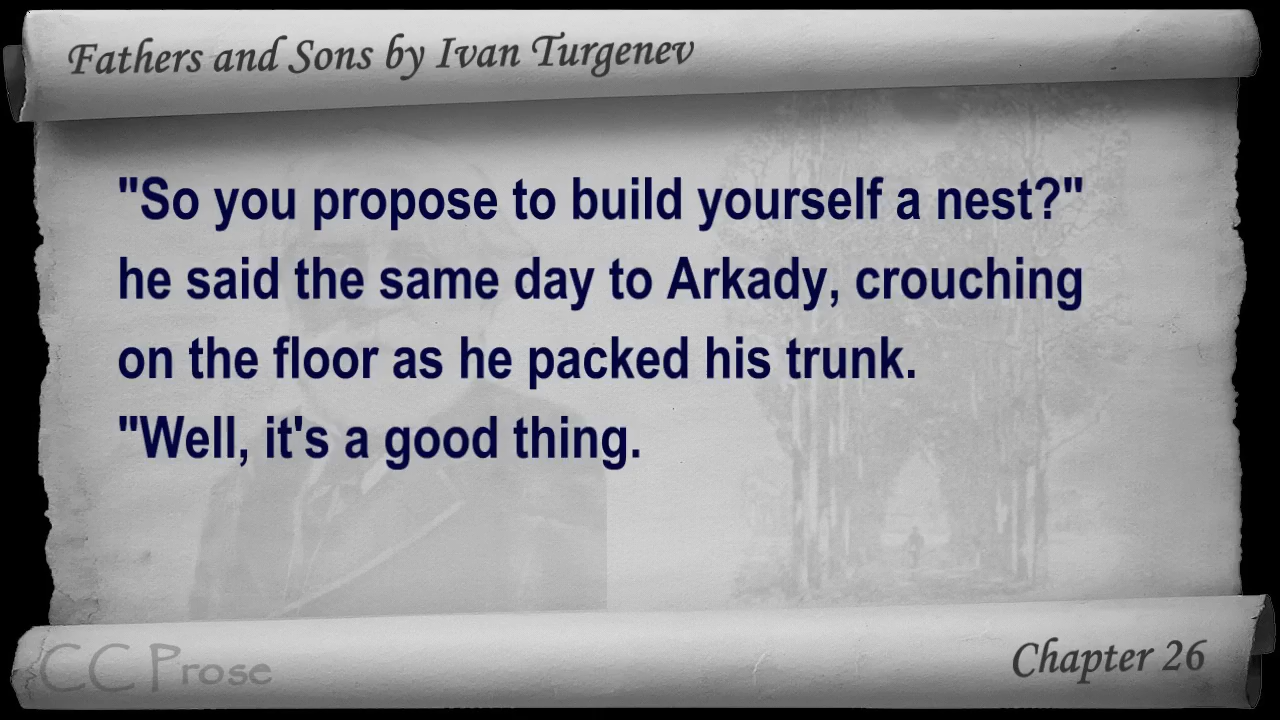 Fathers and Sons by Ivan Turgenev
"So you propose to build yourself a nest?"
he said the same day to Arkady, crouching
on the floor as he packed his trunk.
"Well, it's a good thing.
CC Prose
Chapter 26